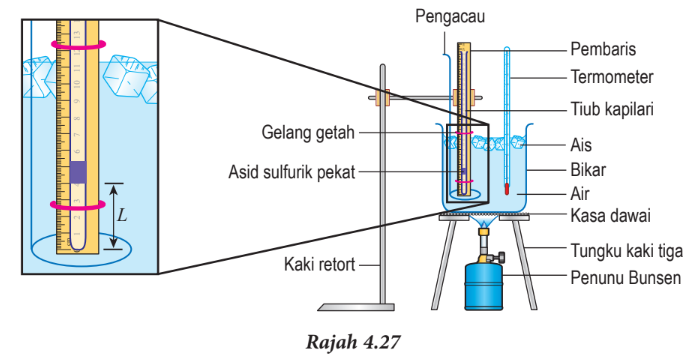 Pengacau
Pembaris
Termometer
Tiub kapilari
Gelang getah
Ais
Asid sulfurik pekat
Bikar
Air
Kasa dawai
L
Tungku kaki tiga
Kaki retort
Penunu Bunsen
Rajah 4.27